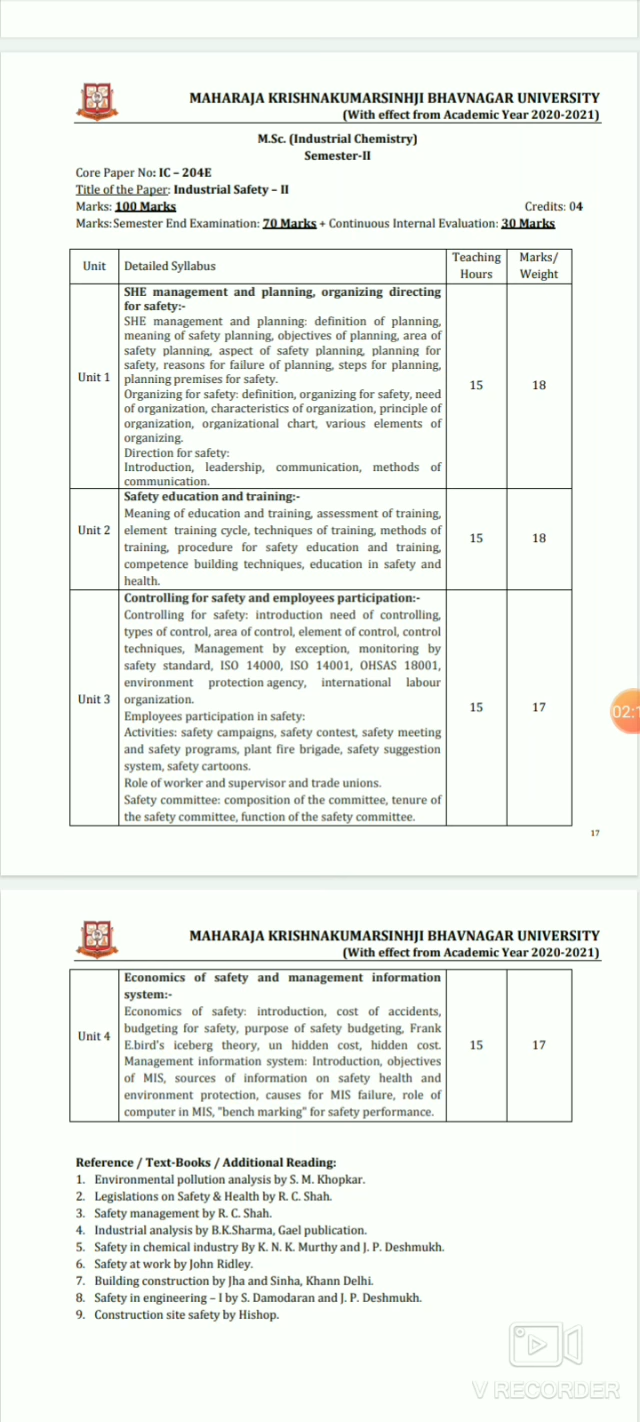 MAHARAJA KRISHNAKUMARSINHJI BHAVNAGAR UNIVERSITY
(With effect from Academic Year 2020-2021)
M.Sc. (Industrial Chemistry)
Semester-II
Core Paper No: IC – 204E
Title of the Paper: Industrial Safety – II
Marks: 100 Marks Credits: 04
Marks: Semester End Examination: 70 Marks + Continuous Internal Evaluation: 30 Marks
Unit Detailed Syllabus Teaching Hours Marks/ Weight
SHE management and planning, organizing directing
for safety:-
SHE management and planning: definition of planning,
meaning of safety planning, objectives of planning, area of
safety planning, aspect of safety planning, planning for
safety, reasons for failure of planning, steps for planning,
Unit 1 planning premises for safety. 15 18
Organizing for safety: definition, organizing for safety, need
of organization, characteristics of organization, principle of
organization, organizational chart, various elements of
organizing.
Direction for safety:
Introduction, leadership, communication, methods of
communication.
Safety education and training:-
Meaning of education and training, assessment of training,
Unit 2 element training cycle, techniques of training, methods of 15 18
training, procedure for safety education and training,
competence building techniques, education in safety and
health.
Controlling for safety and employees participation:-
Controlling for safety: introduction need of controlling,
types of control, area of control, element of control, control
techniques, Management by exception, monitoring by
safety standard, ISO 14000, ISO 14001, OHSAS 18001,
environment protection agency, international labour
Unit 3 organization. 15 17
Employees participation in safety:
Activities: safety campaigns, safety contest, safety meeting
and safety programs, plant fire brigade, safety suggestion
system, safety cartoons.
Role of worker and supervisor and trade unions.
Safety committee: composition of the committee, tenure of
the safety committee, function of the safety committee.
02:1
17
MAHARAJA KRISHNAKUMARSINHJI BHAVNAGAR UNIVERSITY
(With effect from Academic Year 2020-2021)
Economics of safety and management information
system:-
Economics of safety: introduction, cost of accidents,
budgeting for safety, purpose of safety budgeting, Frank
Unit 4 E.bird's iceberg theory, un hidden cost, hidden cost. 15 17
Management information system: Introduction, objectives
of MIS, sources of information on safety health and
environment protection, causes for MIS failure, role of
computer in MIS, "bench marking" for safety performance.
Reference / Text-Books / Additional Reading:
1. Environmental pollution analysis by S. M. Khopkar.
2. Legislations on Safety & Health by R. C. Shah.
3. Safety management by R. C. Shah.
4. Industrial analysis by B.K.Sharma, Gael publication.
5. Safety in chemical industry By K. N. K. Murthy and J. P. Deshmukh.
6. Safety at work by John Ridley.
7. Building construction by Jha and Sinha, Khann Delhi.
8. Safety in engineering – I by S. Damodaran and J. P. Deshmukh.
9. Construction site safety by Hishop.
V RECORDER